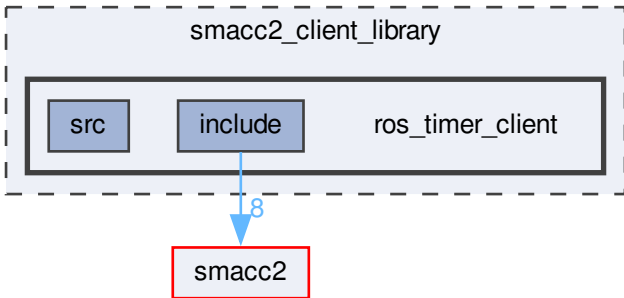 smacc2_client_library
src
include
ros_timer_client
8
smacc2